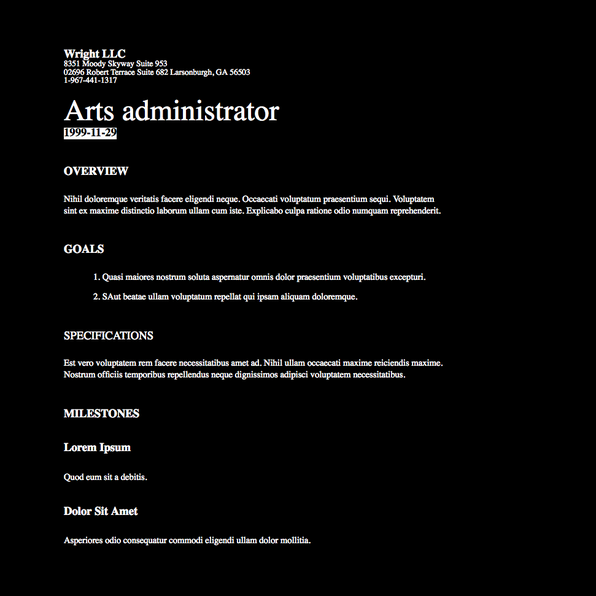 Wright LLC
8351 Moody Skyway Suite 953
02696 Robert Terrace Suite 682 Larsonburgh, GA 56503
1-967-441-1317
Arts administrator
1999-11-29
OVERVIEW
Nihil doloremque veritatis facere eligendi neque. Occaecati voluptatum praesentium sequi. Voluptatem
sint ex maxime distinctio laborum ullam cum iste. Explicabo culpa ratione odio numquam reprehenderit.
GOALS
1. Quasi maiores nostrum soluta aspernatur omnis dolor praesentium voluptatibus excepturi.
2. SAut beatae ullam voluptatum repellat qui ipsam aliquam doloremque.
SPECIFICATIONS
Est vero voluptatem rem facere necessitatibus amet ad. Nihil ullam occaecati maxime reiciendis maxime.
Nostrum officiis temporibus repellendus neque dignissimos adipisci voluptatem necessitatibus.
MILESTONES
Lorem Ipsum
Quod eum sit a debitis.
Dolor Sit Amet
Asperiores odio consequatur commodi eligendi ullam dolor mollitia.